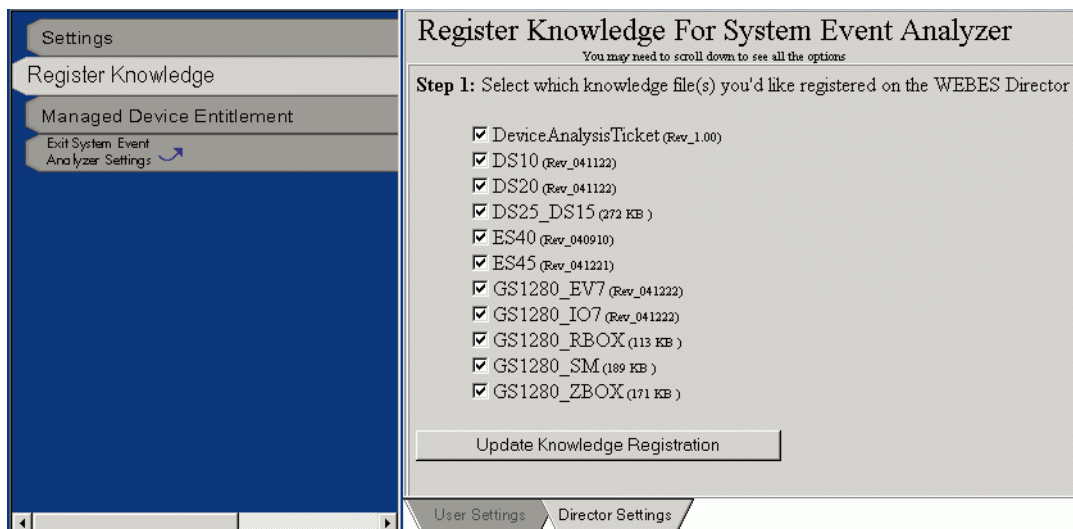 Settings
Register Knowledge
Managed Device Entitlement
Exit System Event
Analyzer Settings
Register Knowledge For System Event Analyzer
You may need to scroll down to see all the options
Step 1: Select which knowledge file(s) you'd like registered on the WEBES Director
DeviceAnalysisTicket (Rev_1.00)
DS10 (Rev_041122)
DS20 (Rev_041122)
DS25_DS15 (272 KB )
ES40 (Rev_040910)
ES45 (Rev_041221)
GS1280_EV7 (Rev_041222)
GS1280_IO7 (Rev_041222)
GS1280_RBOX (113 KB )
GS1280_SM (189 KB )
GS1280_ZBOX (171 KB )
Update Knowledge Registration
User Settings
Director Settings